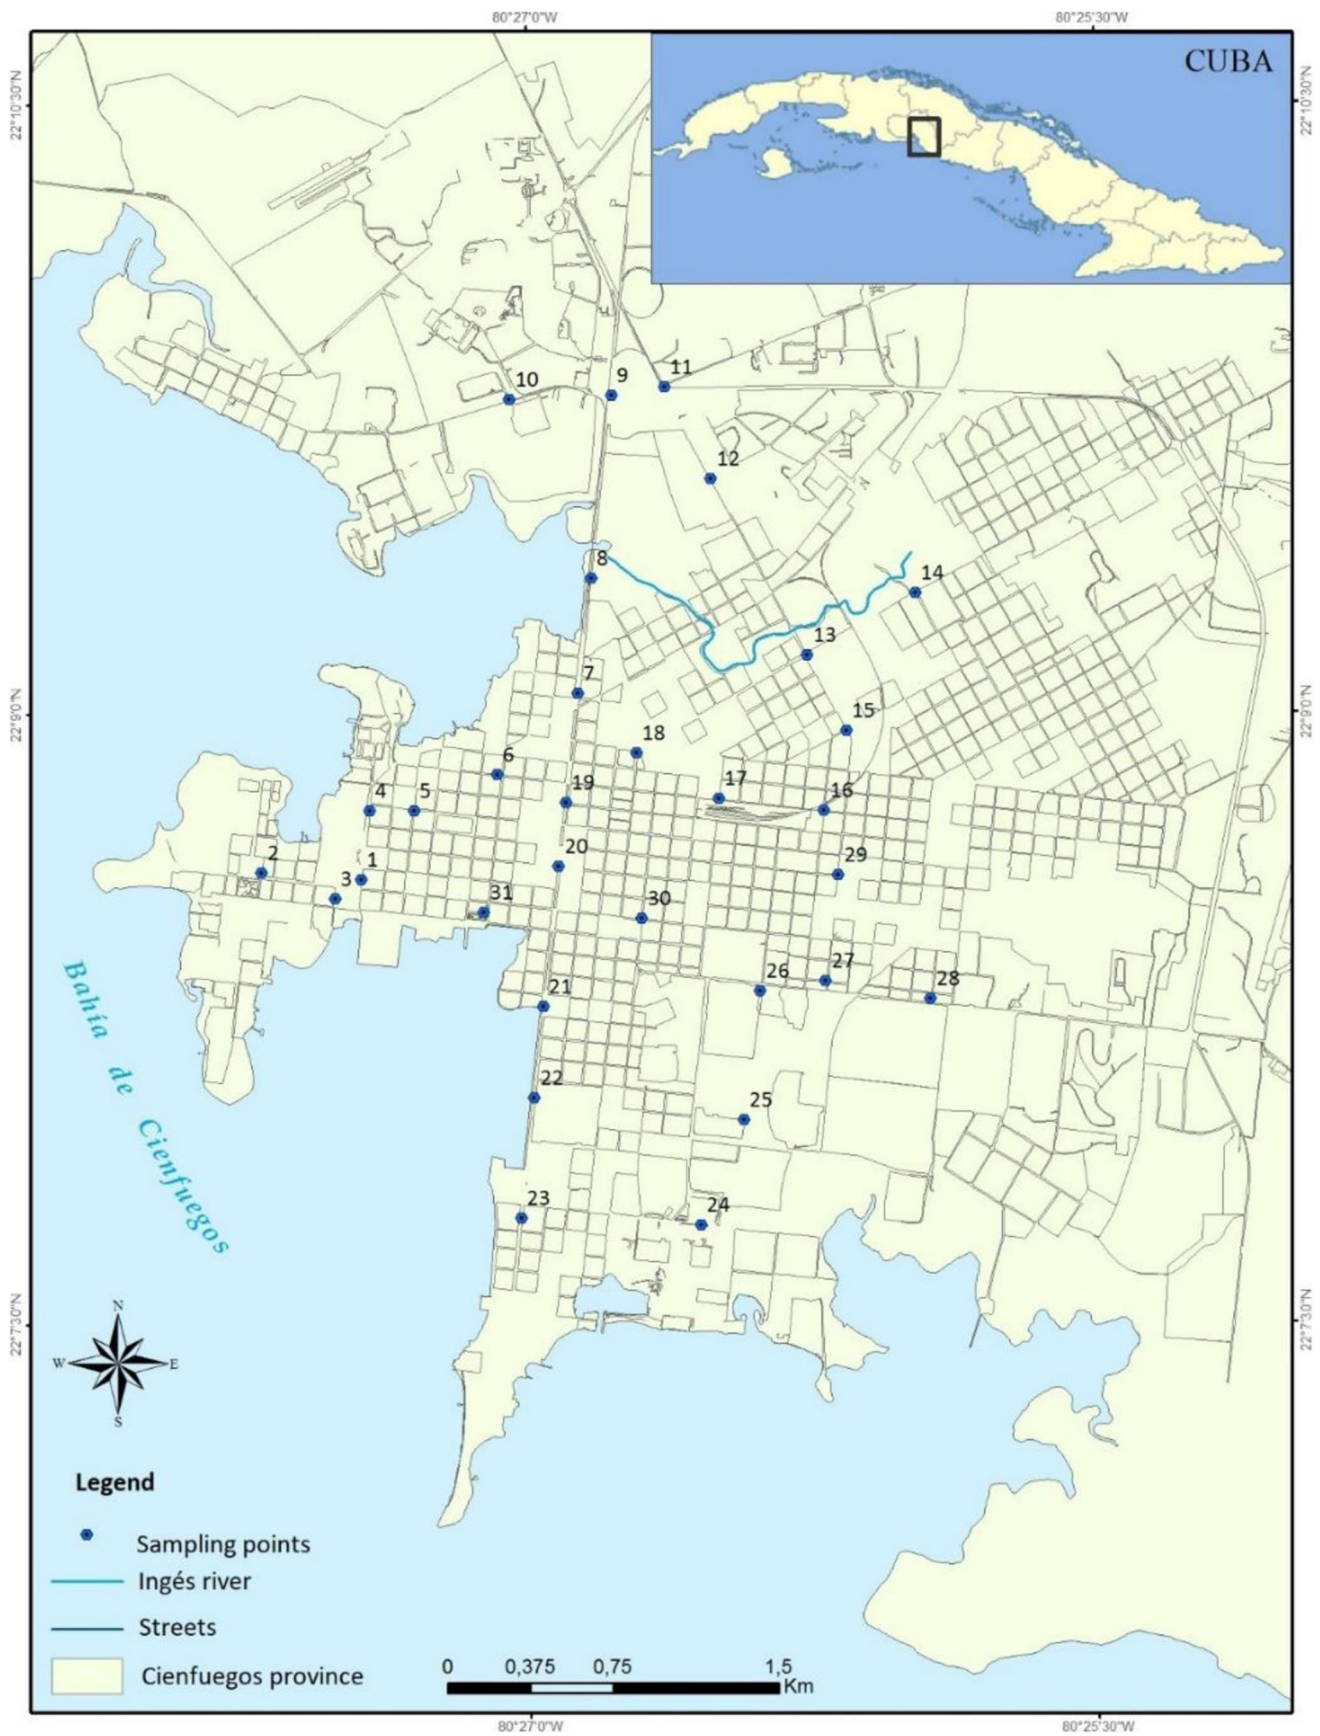 80°27'0"W 80°25'30"W
22°10'30"N
22°10'30"N
CUBA
11
9
10
12
8
14
13
7
22°9'0"N
22°9'0"N
15
18
6
17
19
4
5
16
20
29
2
1
3
31
30
27
26
28
21
22
25
23
24
Bahía de Cienfuegos
22°7'30"N
22°7'30"N
N
W
E
S
Legend
Sampling points
Ingés river
Streets
Cienfuegos province
0 0,375 0,75 1,5
Km
80°27'0"W 80°25'30"W